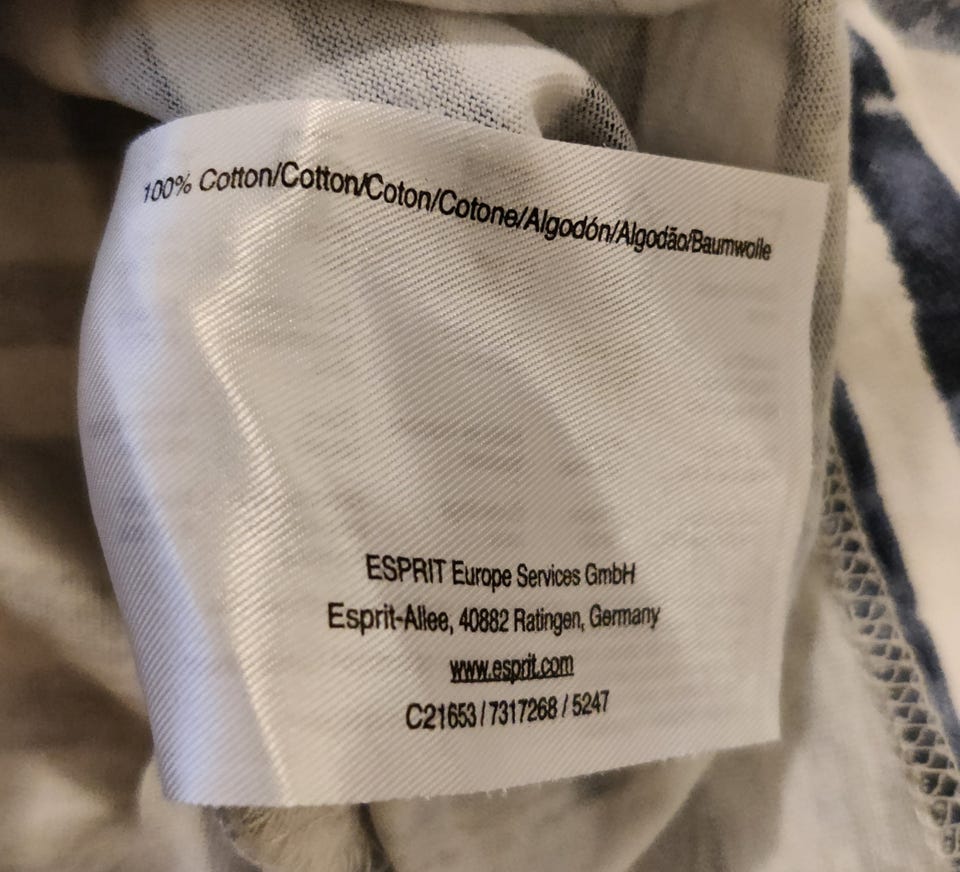 100% Cotton/Cotton/Coton/Cotone/Algodón/Algodão/Baumwolle
ESPRIT Europe Services GmbH
Esprit-Allee, 40882 Ratingen, Germany
www.esprit.com
C21653 / 7317268 / 5247